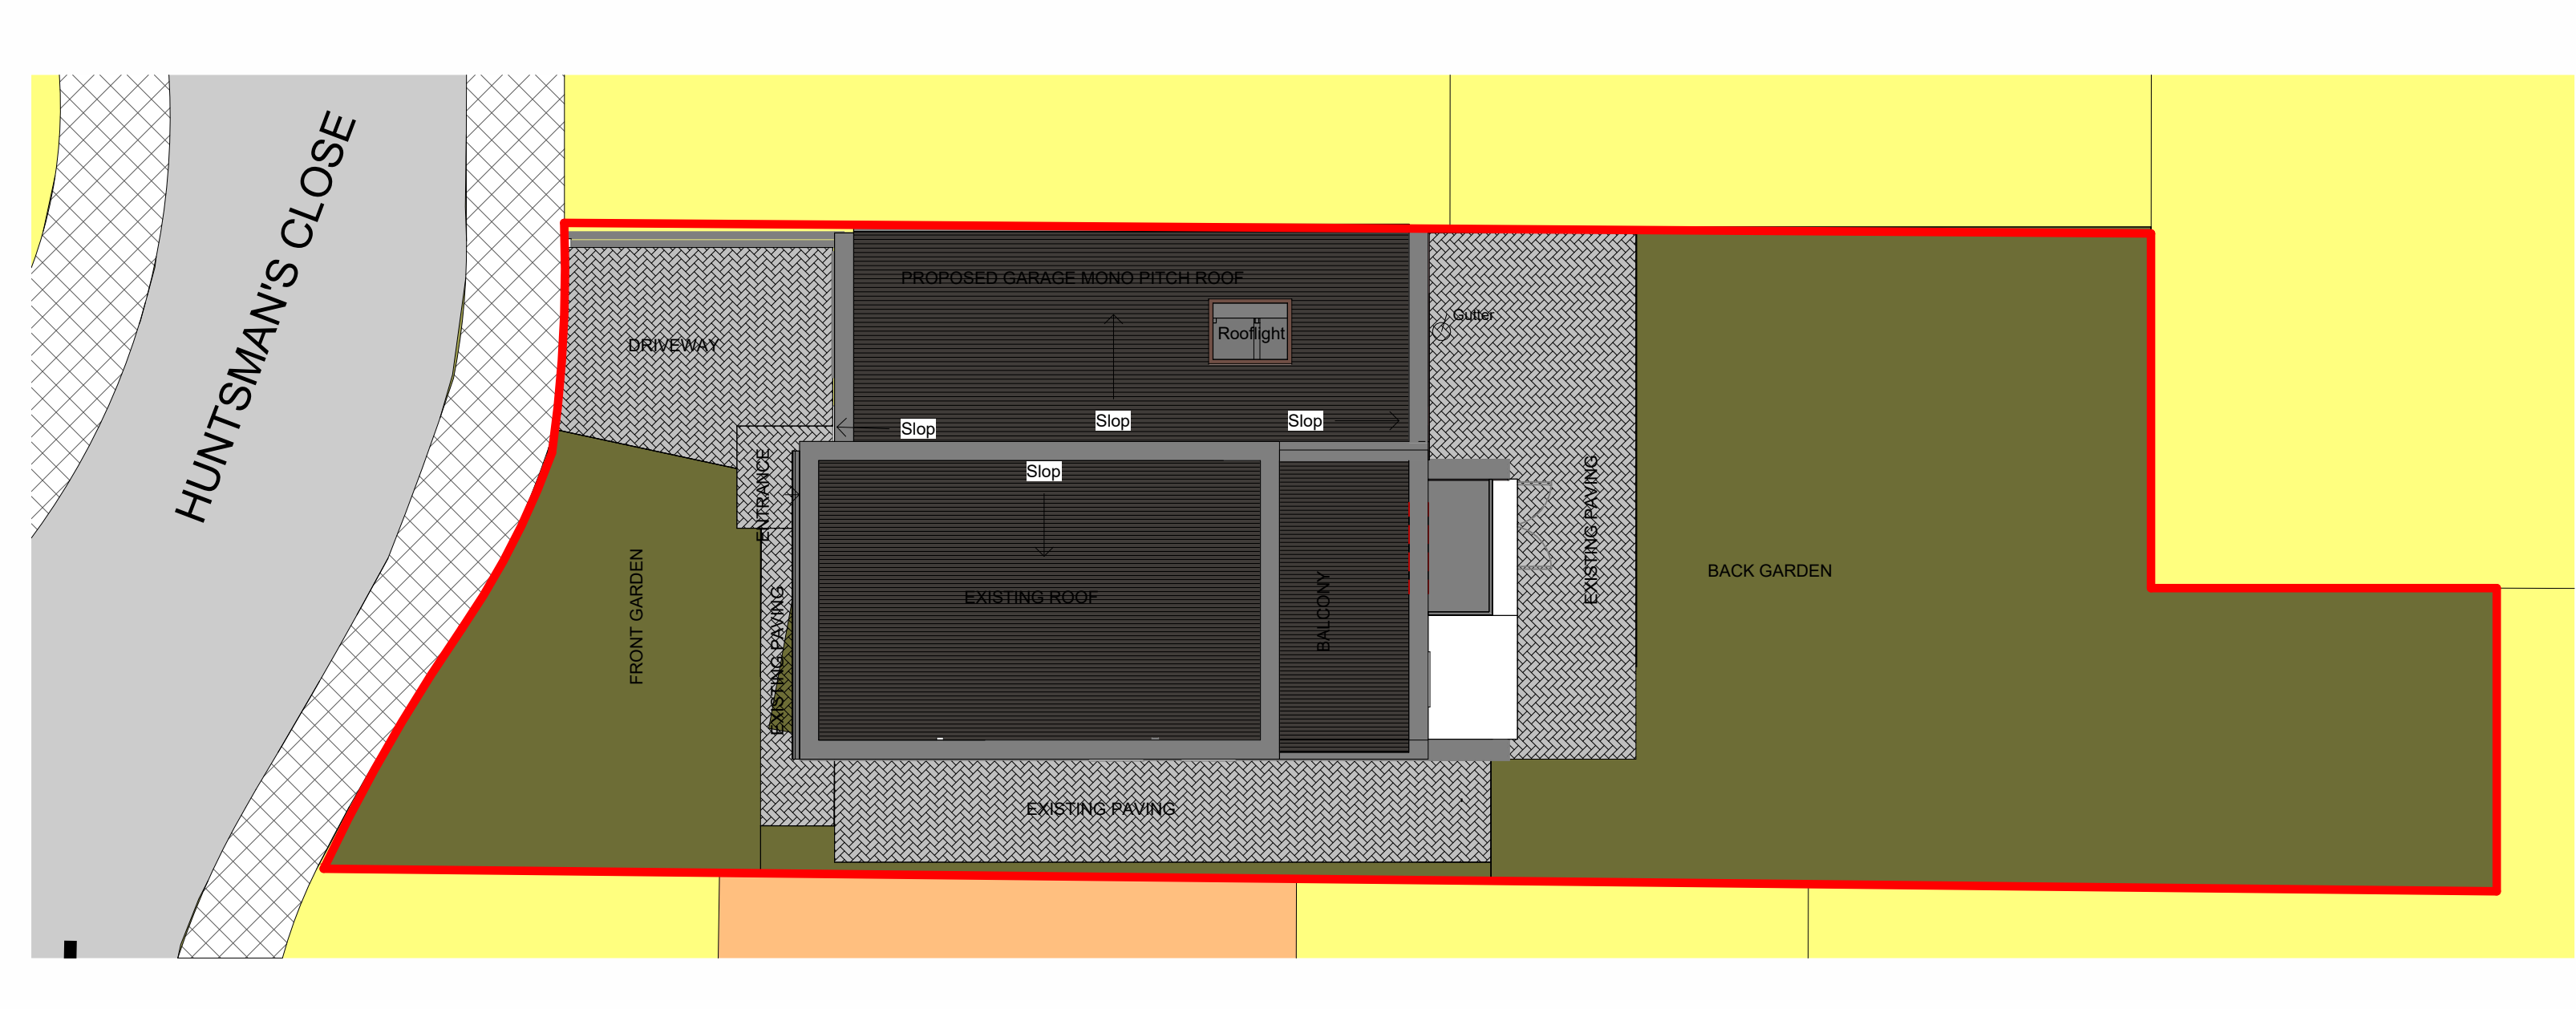 HUNTSMAN'S CLOSE
PROPOSED GARAGE MONO PITCH ROOF
Rooflight
Gutter
DRIVEWAY
Slop
Slop
Slop
Slop
ENTRANCE
EXISTING PAVING
FRONT GARDEN
EXISTING PAVING
EXISTING ROOF
BALCONY
BACK GARDEN
EXISTING PAVING